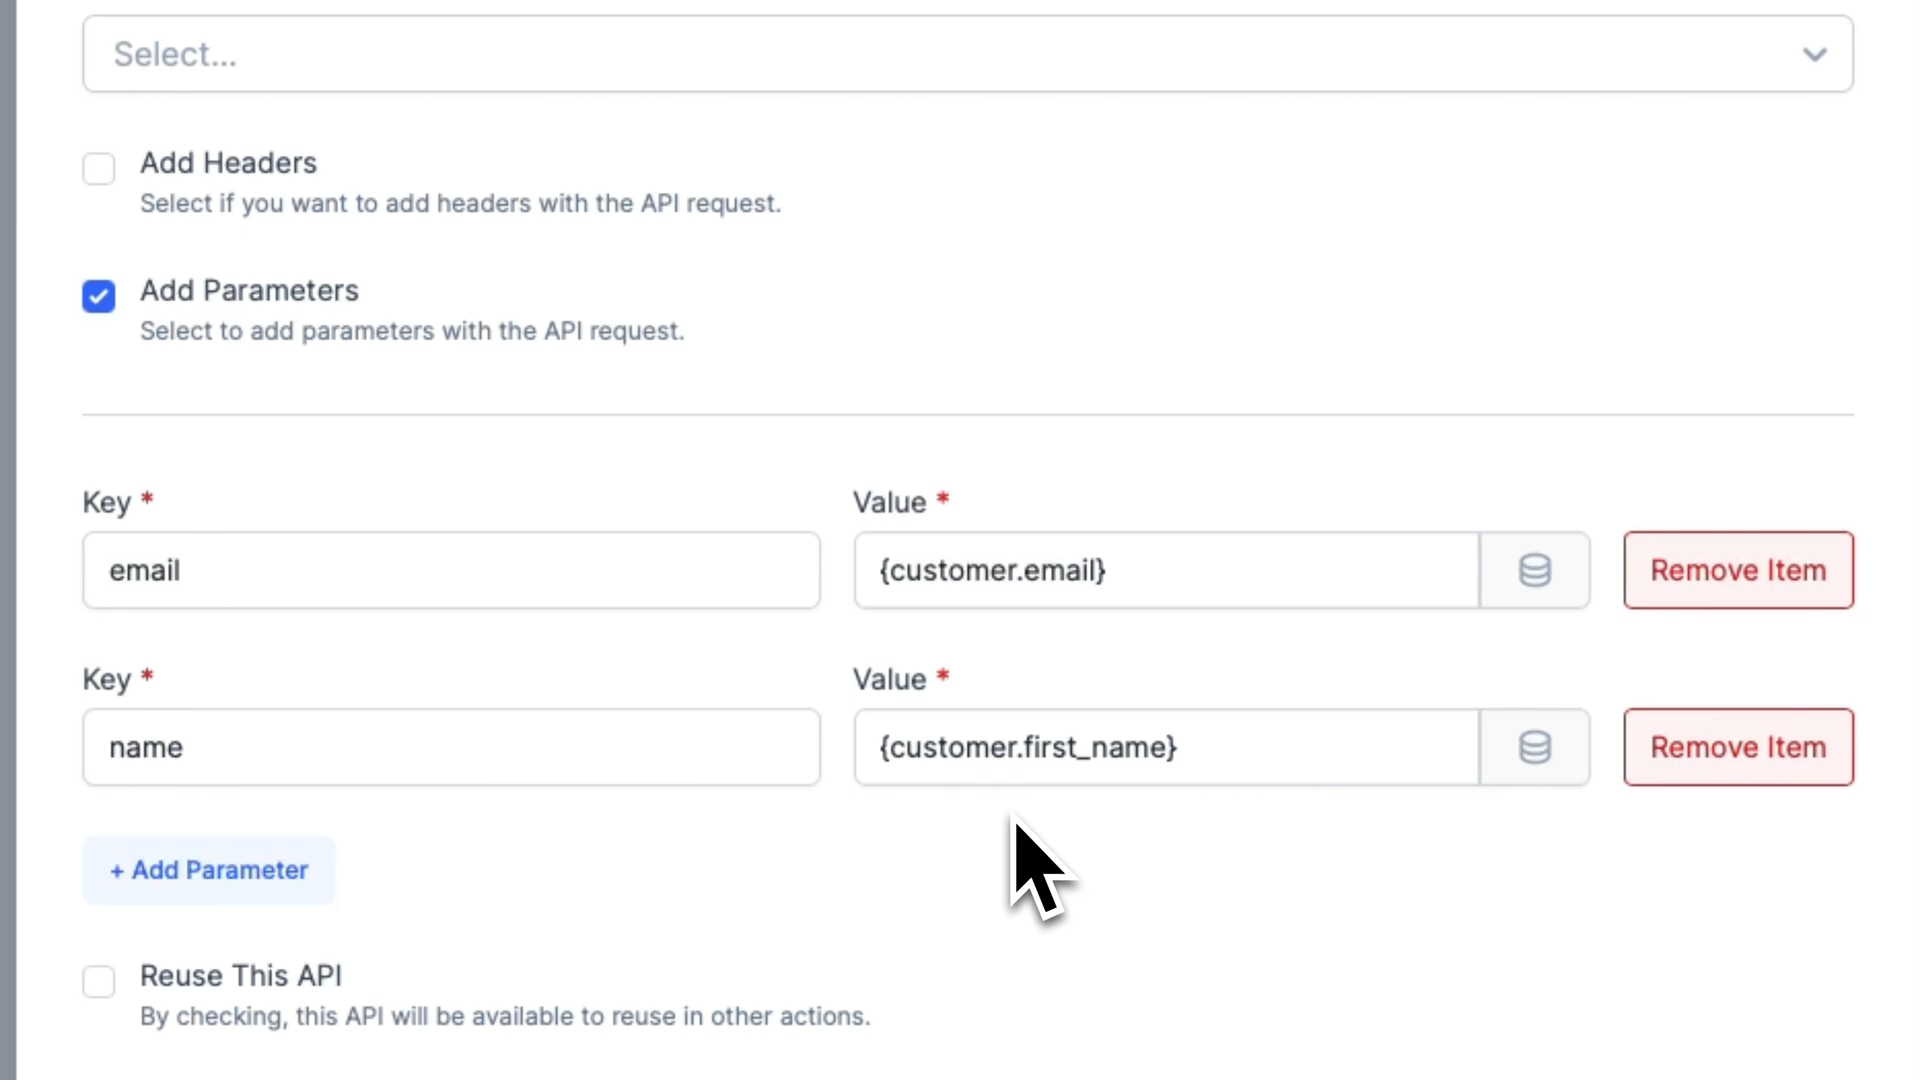 Select...
Add Headers
Select if you want to add headers with the API request.
Add Parameters
Select to add parameters with the API request.
Key * Value *
email {customer.email} Remove Item
Key * Value *
name {customer.first_name} Remove Item
+ Add Parameter
Reuse This API
By checking, this API will be available to reuse in other actions.